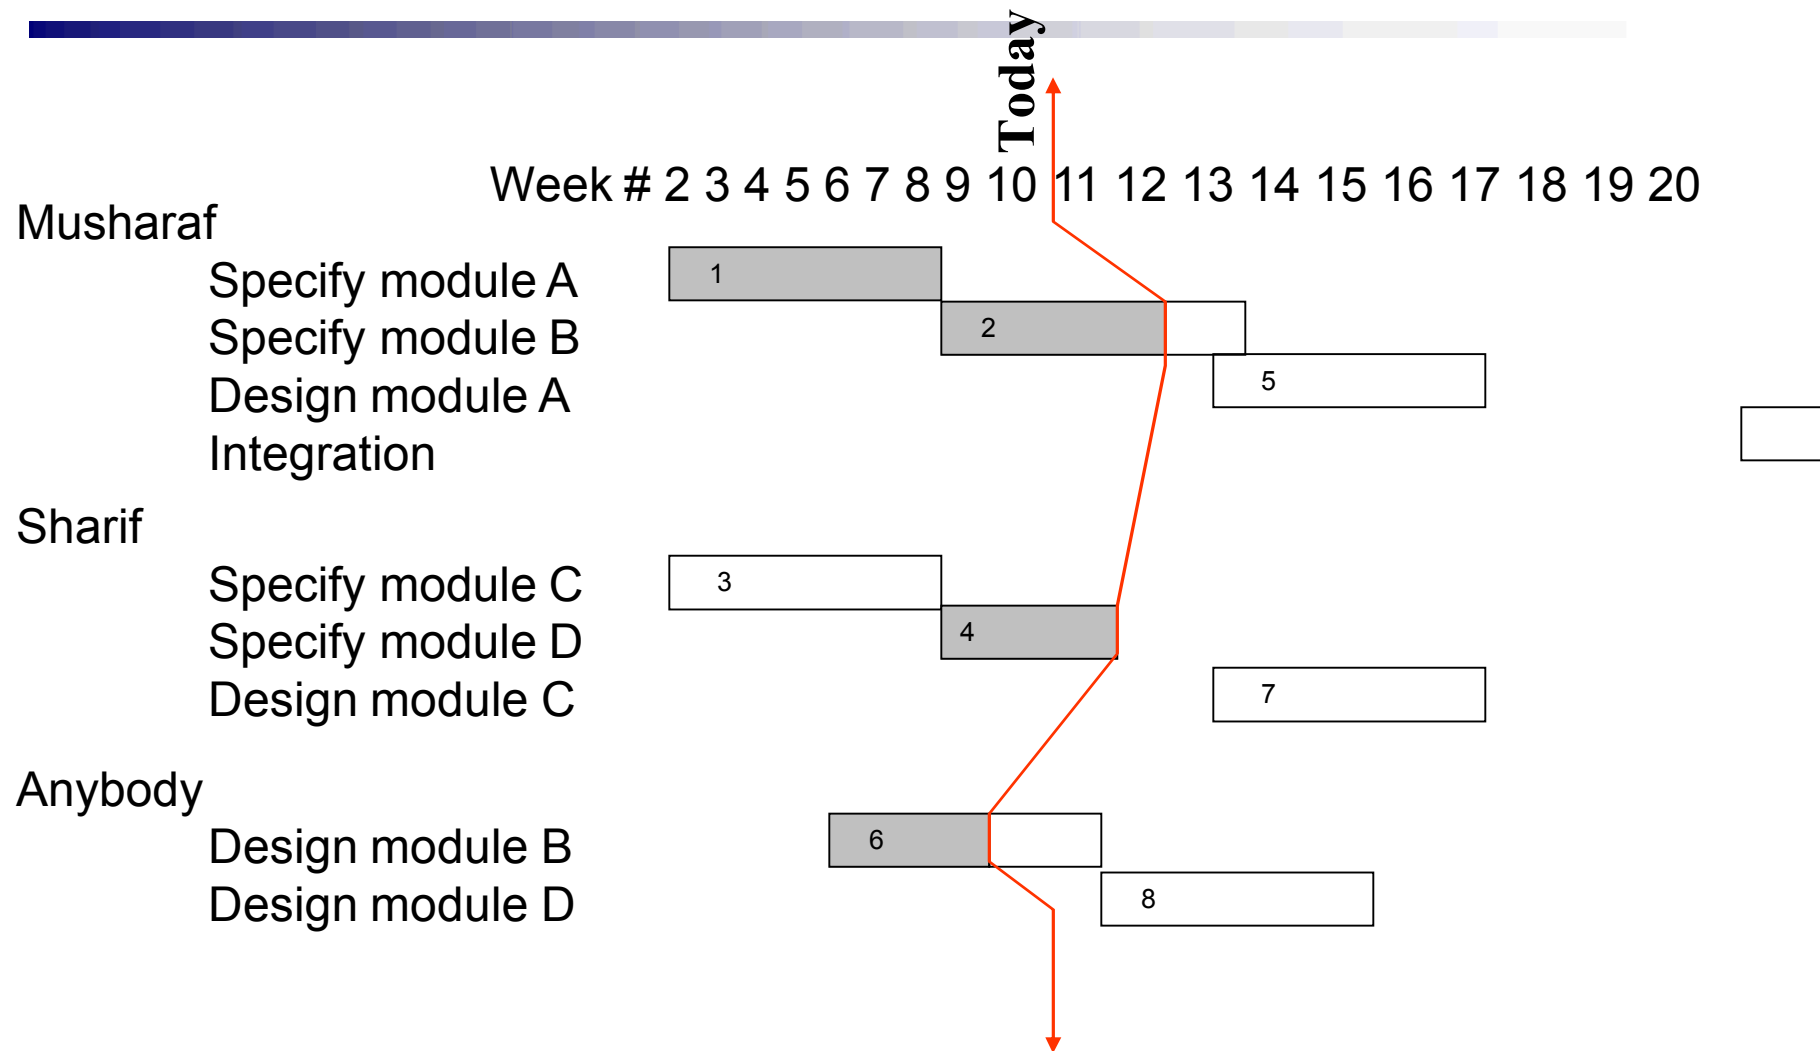 Today
Week # 2 3 4 5 6 7 8 9 10 11 12 13 14 15 16 17 18 19 20
Musharaf
Specify module A 1
Specify module B 2
Design module A 5
Integration
Sharif
Specify module C 3
Specify module D 4
Design module C 7
Anybody
Design module B 6
Design module D 8